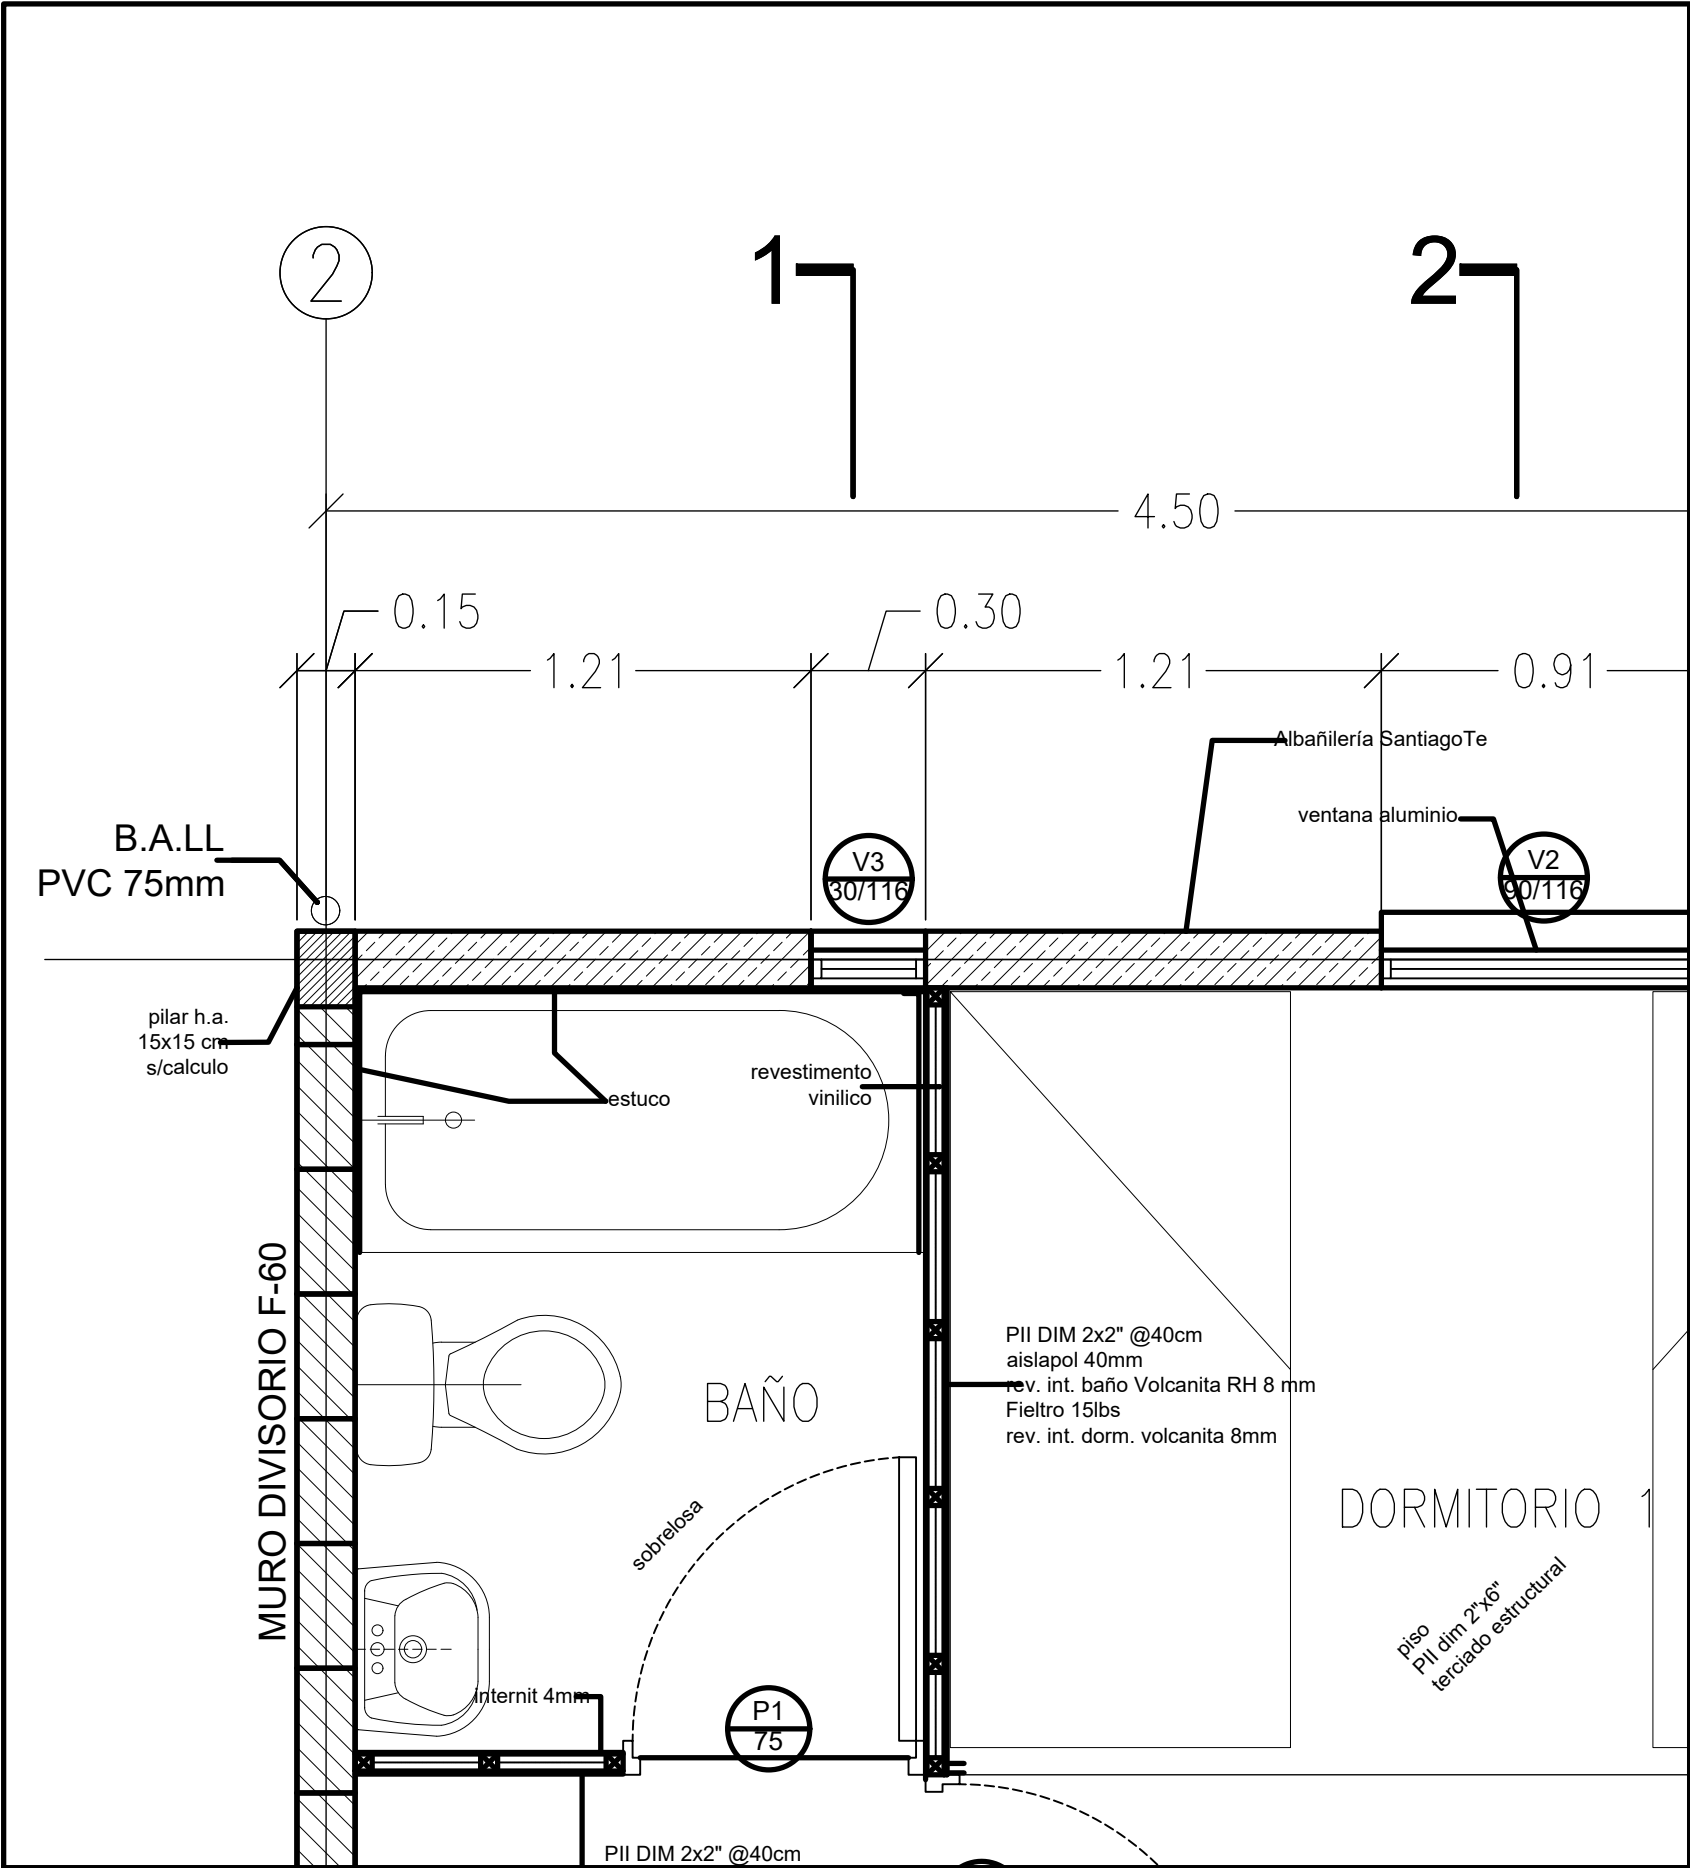 2
1
2
4.50
0.15
0.30
1.21
1.21
0.91
Albañilería SantiagoTe
ventana aluminio
B.A.LL
PVC 75mm
V3
30/116
V2
90/116
pilar h.a.
15x15 cm
s/calculo
estuco
revestimento
vinilico
MURO DIVISORIO F-60
PII DIM 2x2" @40cm
aislapol 40mm
rev. int. baño Volcanita RH 8 mm
Fieltro 15lbs
rev. int. dorm. volcanita 8mm
BAÑO
sobrelosa
DORMITORIO 1
piso
PII dim 2"x6"
terciado estructural
internit 4mm
P1
75
PII DIM 2x2" @40cm